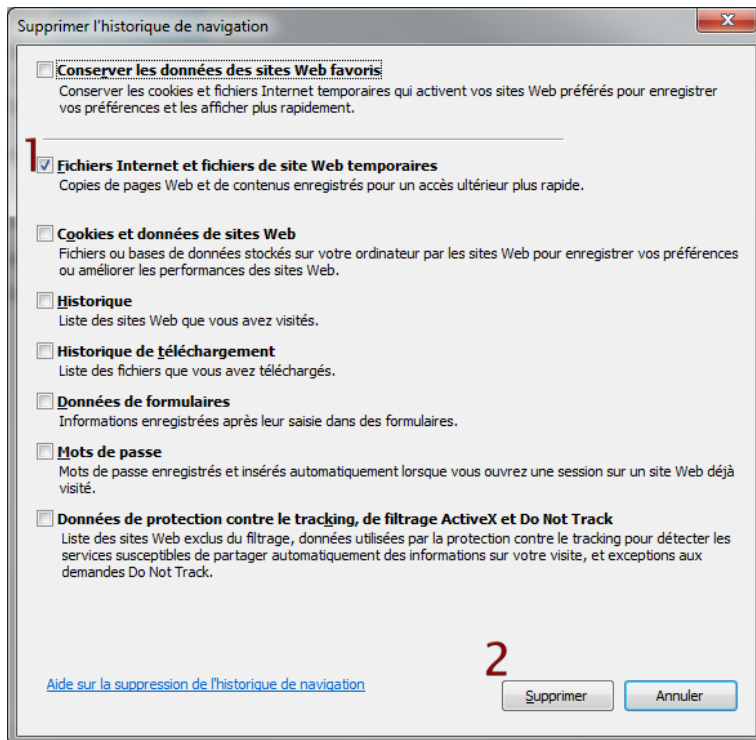 Supprimer l'historique de navigation
Conserver les données des sites Web favoris
Conserver les cookies et fichiers Internet temporaires qui activent vos sites Web préférés pour enregistrer
vos préférences et les afficher plus rapidement.
1
Fichiers Internet et fichiers de site Web temporaires
Copies de pages Web et de contenus enregistrés pour un accès ultérieur plus rapide.
Cookies et données de sites Web
Fichiers ou bases de données stockés sur votre ordinateur par les sites Web pour enregistrer vos préférences
ou améliorer les performances des sites Web.
Historique
Liste des sites Web que vous avez visités.
Historique de téléchargement
Liste des fichiers que vous avez téléchargés.
Données de formulaires
Informations enregistrées après leur saisie dans des formulaires.
Mots de passe
Mots de passe enregistrés et insérés automatiquement lorsque vous ouvrez une session sur un site Web déjà
visité.
Données de protection contre le tracking, de filtrage ActiveX et Do Not Track
Liste des sites Web exclus du filtrage, données utilisées par la protection contre le tracking pour détecter les
services susceptibles de partager automatiquement des informations sur votre visite, et exceptions aux
demandes Do Not Track.
2
Aide sur la suppression de l'historique de navigation
Supprimer
Annuler